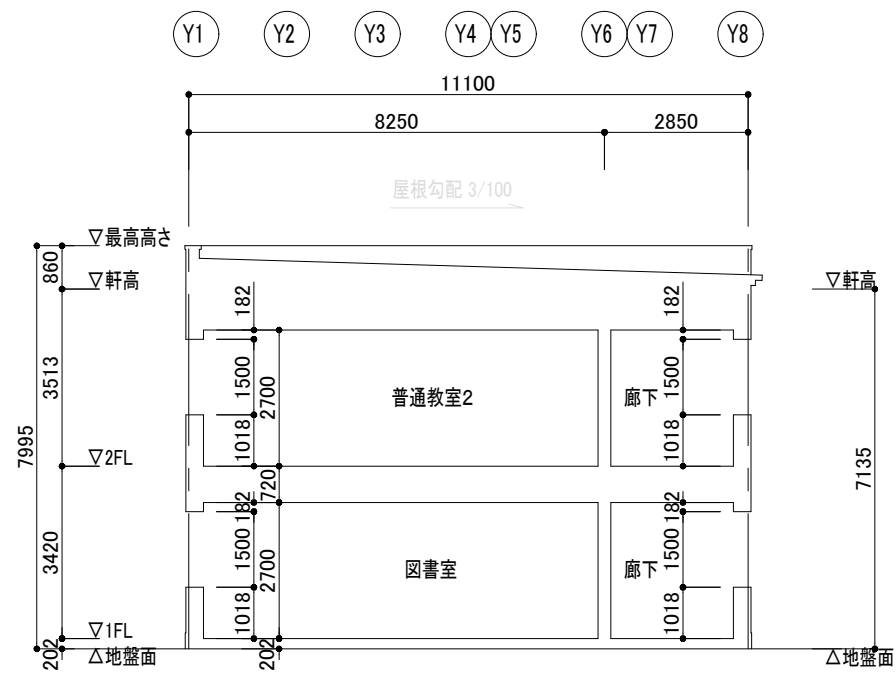 Y1 Y2 Y3 Y4 Y5 Y6 Y7 Y8
11100
8250 2850
屋根勾配 3/100
▽最高高さ
860
▽軒高 ▽軒高
182 182
3513
1500 1500
2700
普通教室2 廊下
7995
1018 1018
▽2FL
7135
720
182 182
3420
1500 1500
2700
図書室 廊下
1018 1018
▽1FL
202 202
△地盤面 △地盤面